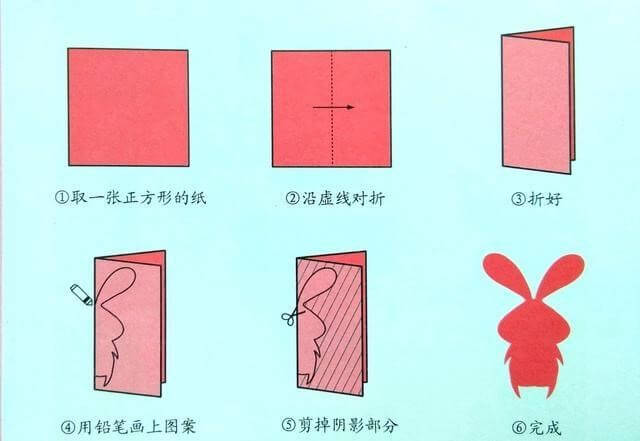 ①取一张正方形的纸
②沿虚线对折
③折好
④用铅笔画上图案
⑤剪掉阴影部分
⑥完成